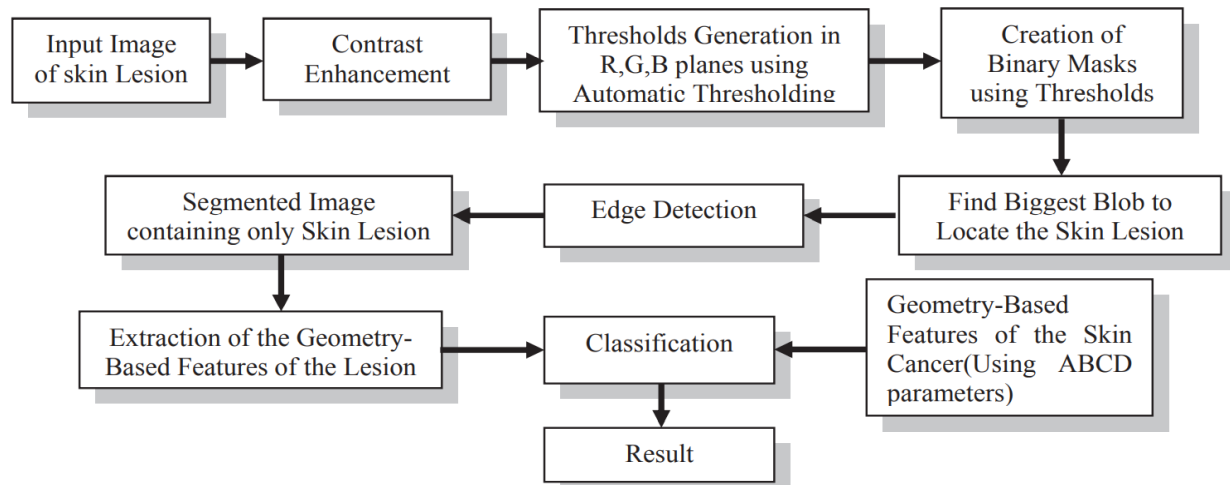 Input Image
of skin Lesion
Contrast
Enhancement
Thresholds Generation in
R,G,B planes using
Automatic Thresholding
Creation of
Binary Masks
using Thresholds
Find Biggest Blob to
Locate the Skin Lesion
Edge Detection
Segmented Image
containing only Skin Lesion
Extraction of the Geometry-
Based Features of the Lesion
Classification
Geometry-Based
Features of the Skin
Cancer(Using ABCD
parameters)
Result